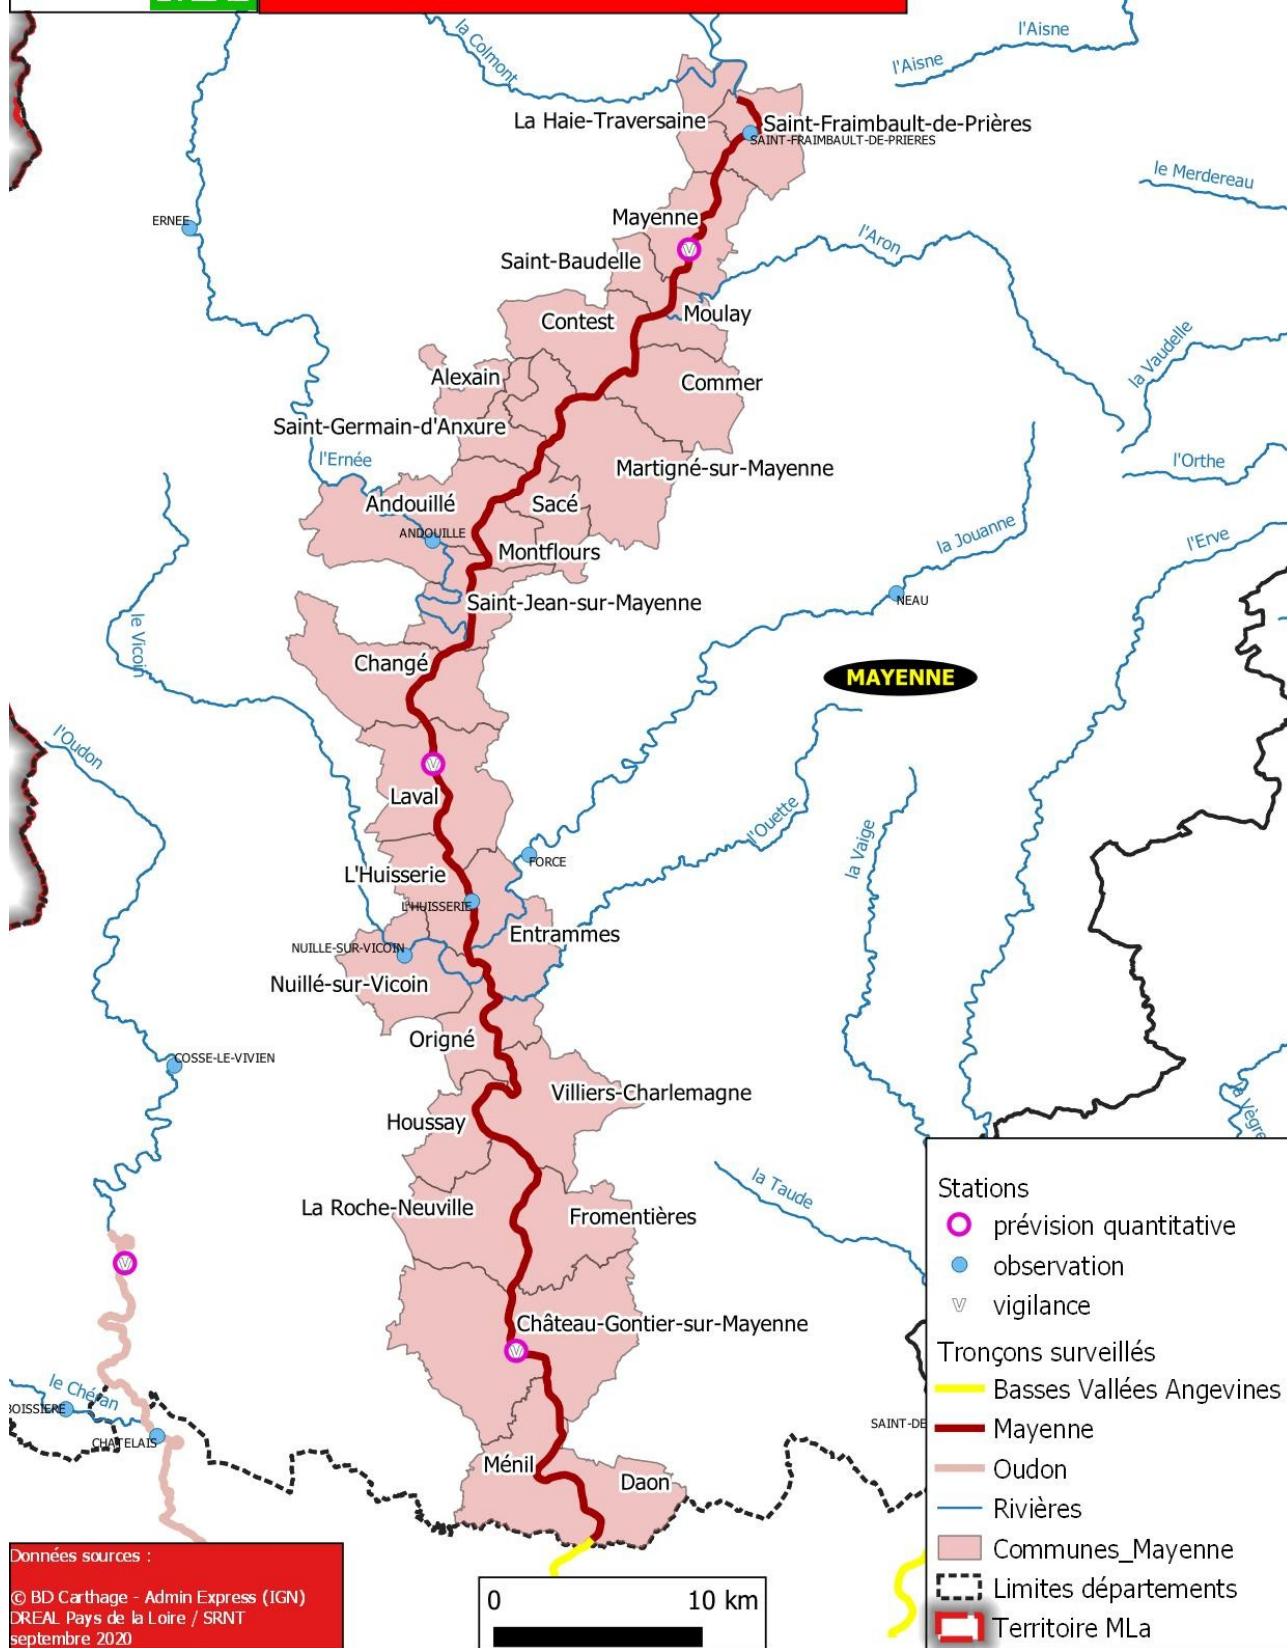 la Colmont
l'Aisne
l'Aisne
La Haie-Traversaine
Saint-Fraimbault-de-Prières
SAINT-FRAIMBAULT-DE-PRIERES
le Merdereau
ERNEE
Mayenne
l'Aron
Saint-Baudelle
Contest
Moulay
la Vaudelle
Alexain
Commer
Saint-Germain-d'Anxure
l'Ernée
Martigné-sur-Mayenne
l'Orthe
Andouillé
Sacé
ANDOUILLE
Montflours
la Jouanne
l'Erve
Saint-Jean-sur-Mayenne
NEAU
le Vicoin
Changé
MAYENNE
l'Oudon
Laval
l'Ouette
la Vaige
L'Huisserie
FORCE
L'HUISSERIE
Entrammes
NUILLE-SUR-VICOIN
Nuillé-sur-Vicoin
Origné
COSSE-LE-VIVIEN
Villiers-Charlemagne
la Vègre
Houssay
la Taude
La Roche-Neuville
Fromentières
Château-Gontier-sur-Mayenne
le Chéran
BOISSIERE
CHATELAIS
SAINT-DE
Ménil
Daon
Stations
prévision quantitative
observation
V vigilance
Tronçons surveillés
Basses Vallées Angevines
Mayenne
Oudon
Rivières
Communes_Mayenne
Limites départements
Territoire MLa
Données sources :
© BD Carthage - Admin Express (IGN)
DREAL Pays de la Loire / SRNT
septembre 2020
0 10 km